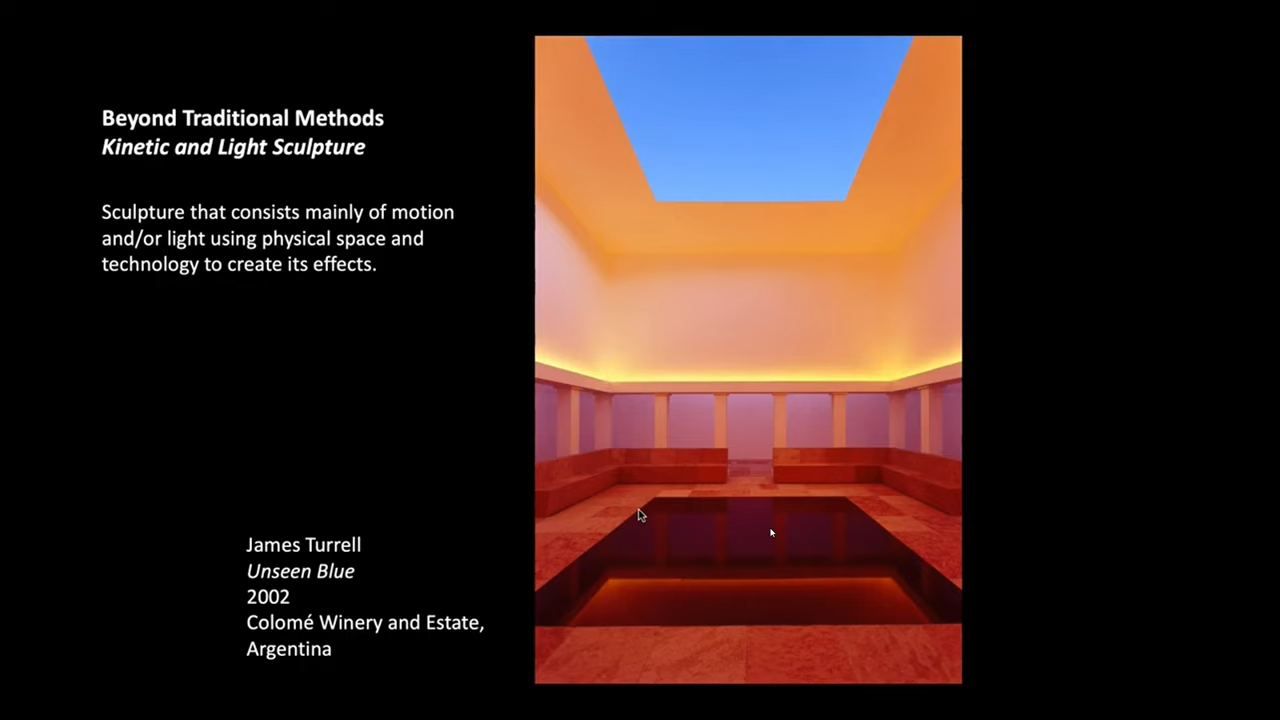 Beyond Traditional Methods
Kinetic and Light Sculpture
Sculpture that consists mainly of motion
and/or light using physical space and
technology to create its effects.
James Turrell
Unseen Blue
2002
Colomé Winery and Estate,
Argentina